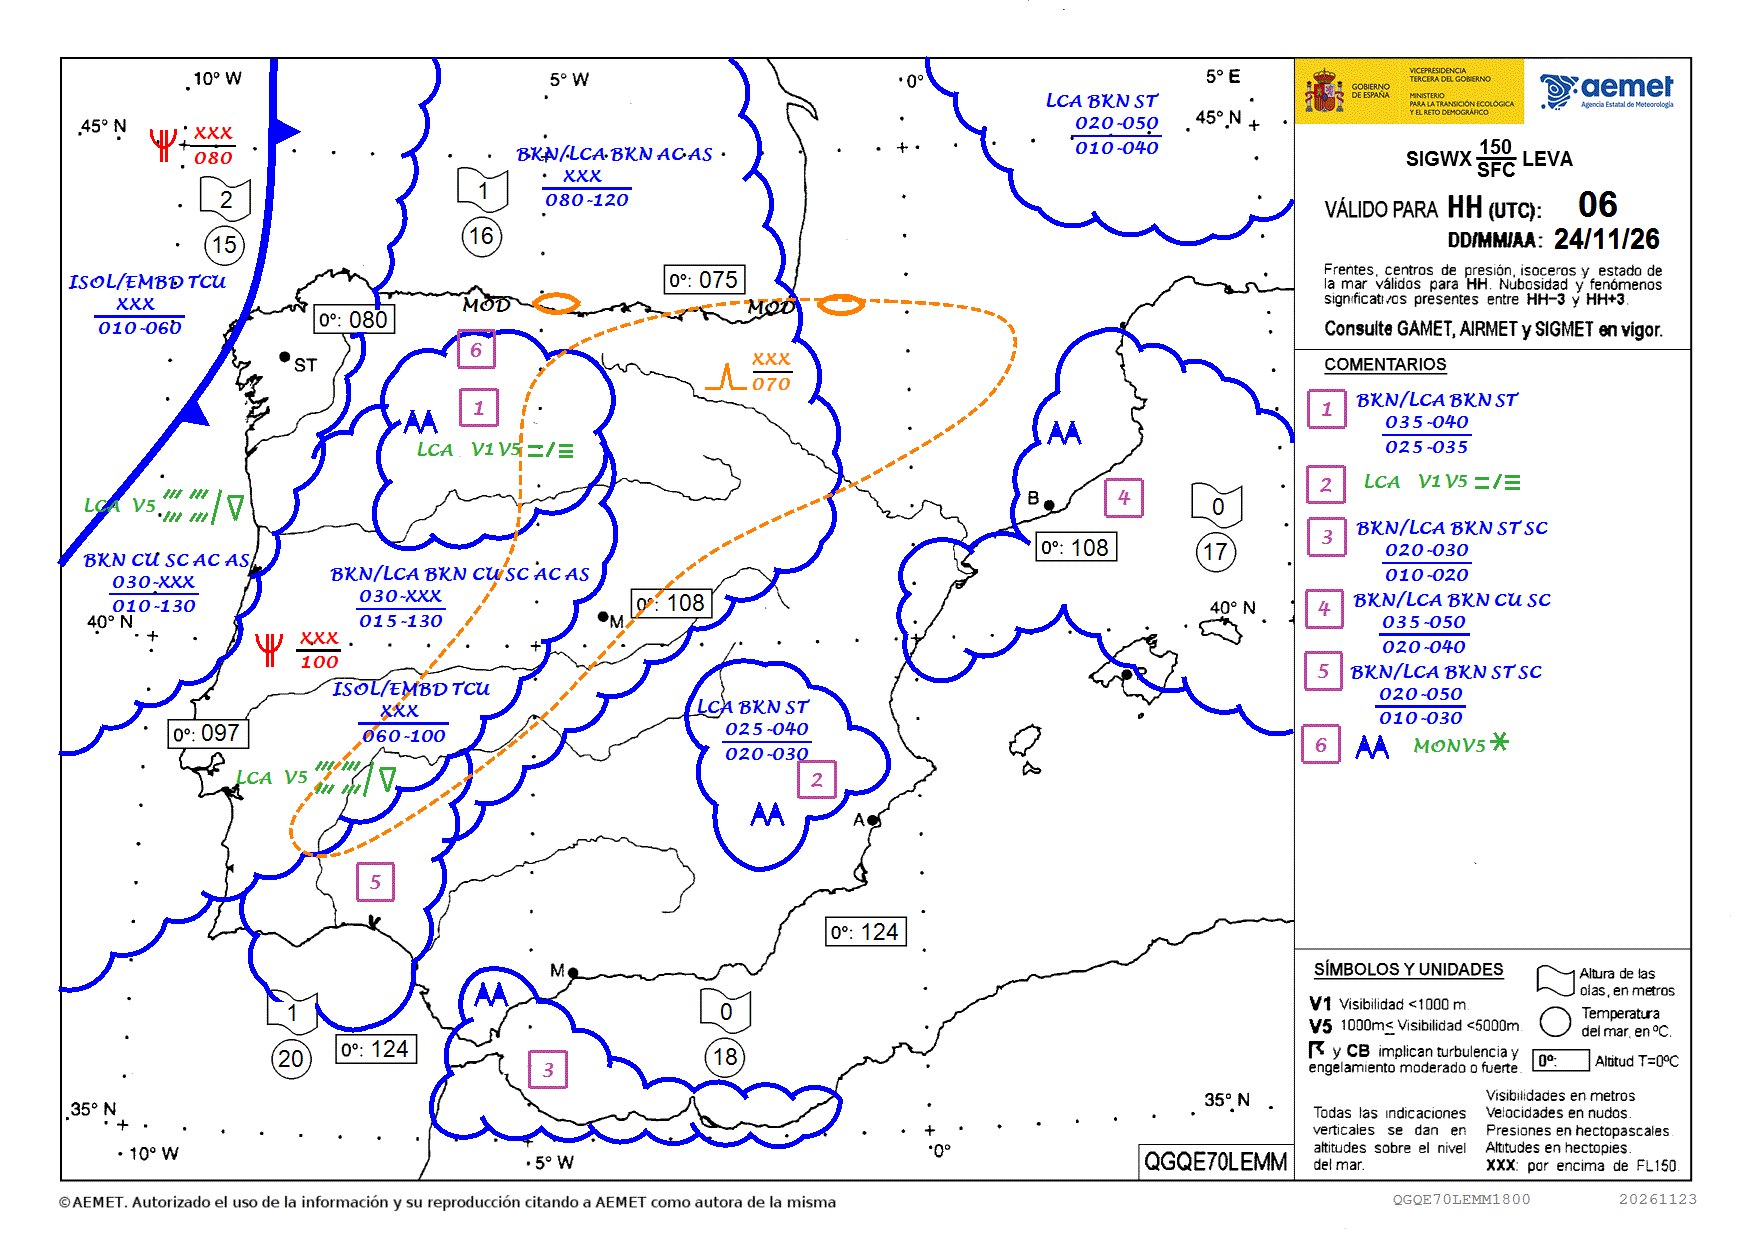 10° W
5° W
0°
5° E
45° N
XXX
080
2
15
1
16
BKN/LCA BKN AC AS
XXX
080-120
LCA BKN ST
020-050
010-040
45° N
ISOL/EMBD TCU
XXX
010-060
0°: 080
MOD
0°: 075
MOD
ST
6
1
LCA V1 V5
XXX
070
LCA V5
BKN CU SC AC AS
030-XXX
010-130
BKN/LCA BKN CU SC AC AS
030-XXX
015-130
B
4
0
17
0°: 108
40° N
M
0°: 108
40° N
XXX
100
ISOL/EMBD TCU
XXX
060-100
0°: 097
LCA V5
LCA BKN ST
025-040
020-030
2
A
5
0°: 124
M
1
20
0°: 124
0
18
3
35° N
10° W
5° W
0°
35° N
QGQE70LEMM
GOBIERNO
DE ESPAÑA
VICEPRESIDENCIA
TERCERA DEL GOBIERNO
MINISTERIO
PARA LA TRANSICIÓN ECOLÓGICA
Y EL RETO DEMOGRÁFICO
aemet
Agencia Estatal de Meteorología
SIGWX 150/SFC LEVA
VÁLIDO PARA HH (UTC): 06
DD/MM/AA: 24/11/26
Frentes, centros de presión, isoceros y estado de
la mar válidos para HH. Nubosidad y fenómenos
significativos presentes entre HH-3 y HH+3.
Consulte GAMET, AIRMET y SIGMET en vigor.
COMENTARIOS
1 BKN/LCA BKN ST
035-040
025-035
2 LCA V1 V5
3 BKN/LCA BKN ST SC
020-030
010-020
4 BKN/LCA BKN CU SC
035-050
020-040
5 BKN/LCA BKN ST SC
020-050
010-030
6 MON V5
SÍMBOLOS Y UNIDADES
V1 Visibilidad <1000 m.
V5 1000m≤ Visibilidad <5000m.
y CB implican turbulencia y
engelamiento moderado o fuerte.
Altura de las
olas, en metros
Temperatura
del mar, en ºC.
0º: Altitud T=0ºC
Todas las indicaciones
verticales se dan en
altitudes sobre el nivel
del mar.
Visibilidades en metros
Velocidades en nudos.
Presiones en hectopascales
Altitudes en hectopies.
XXX: por encima de FL150.
©AEMET. Autorizado el uso de la información y su reproducción citando a AEMET como autora de la misma
QGQE70LEMM1800 20261123